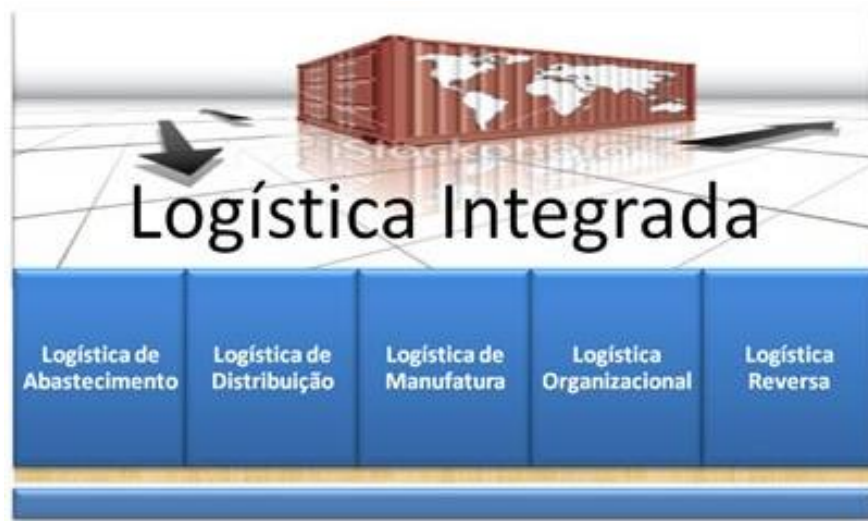 Logística Integrada
Logística de
Abastecimento
Logística de
Distribuição
Logística de
Manufatura
Logística
Organizacional
Logística
Reversa